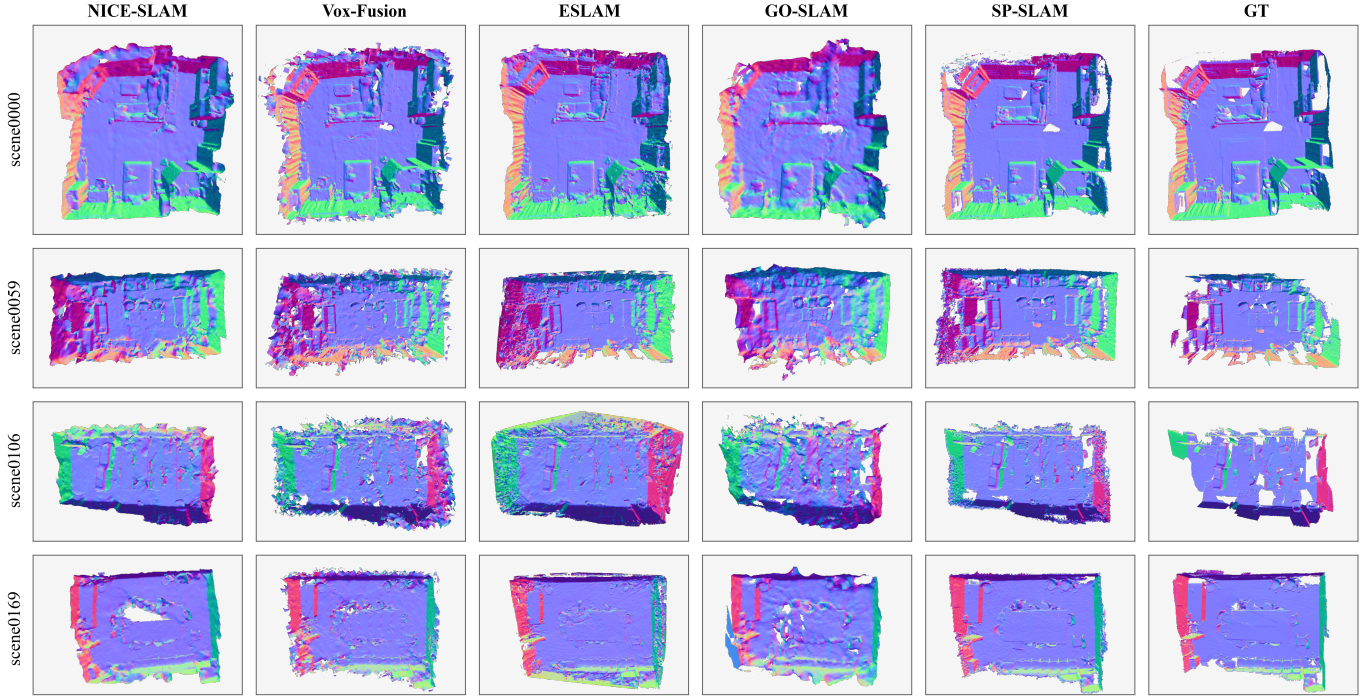 NICE-SLAM Vox-Fusion ESLAM GO-SLAM SP-SLAM GT
scene0000
scene0059
scene0106
scene0169